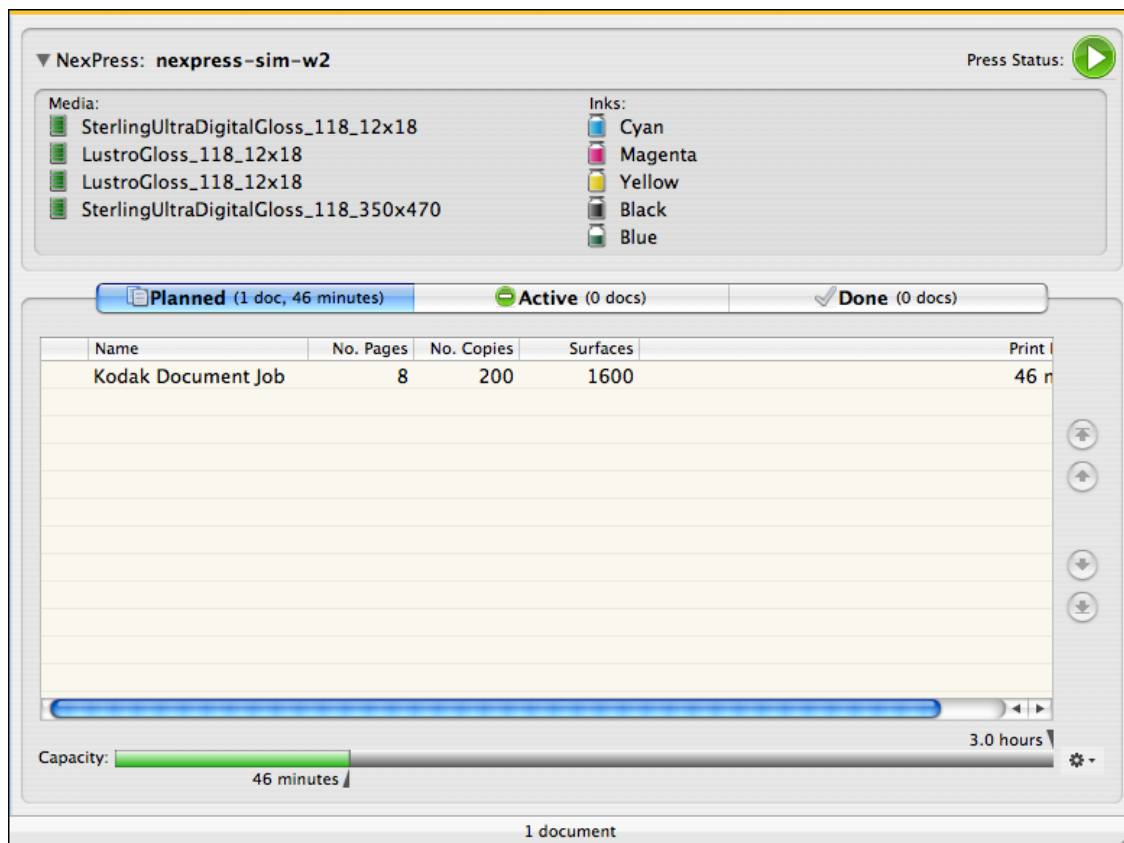 NexPress: nexpress-sim-w2 Press Status:
Media: Inks:
SterlingUltraDigitalGloss_118_12x18 Cyan
LustroGloss_118_12x18 Magenta
LustroGloss_118_12x18 Yellow
SterlingUltraDigitalGloss_118_350x470 Black
Blue
Planned (1 doc, 46 minutes) Active (0 docs) Done (0 docs)
Name No. Pages No. Copies Surfaces Print
Kodak Document Job 8 200 1600 46
3.0 hours
Capacity:
46 minutes
1 document